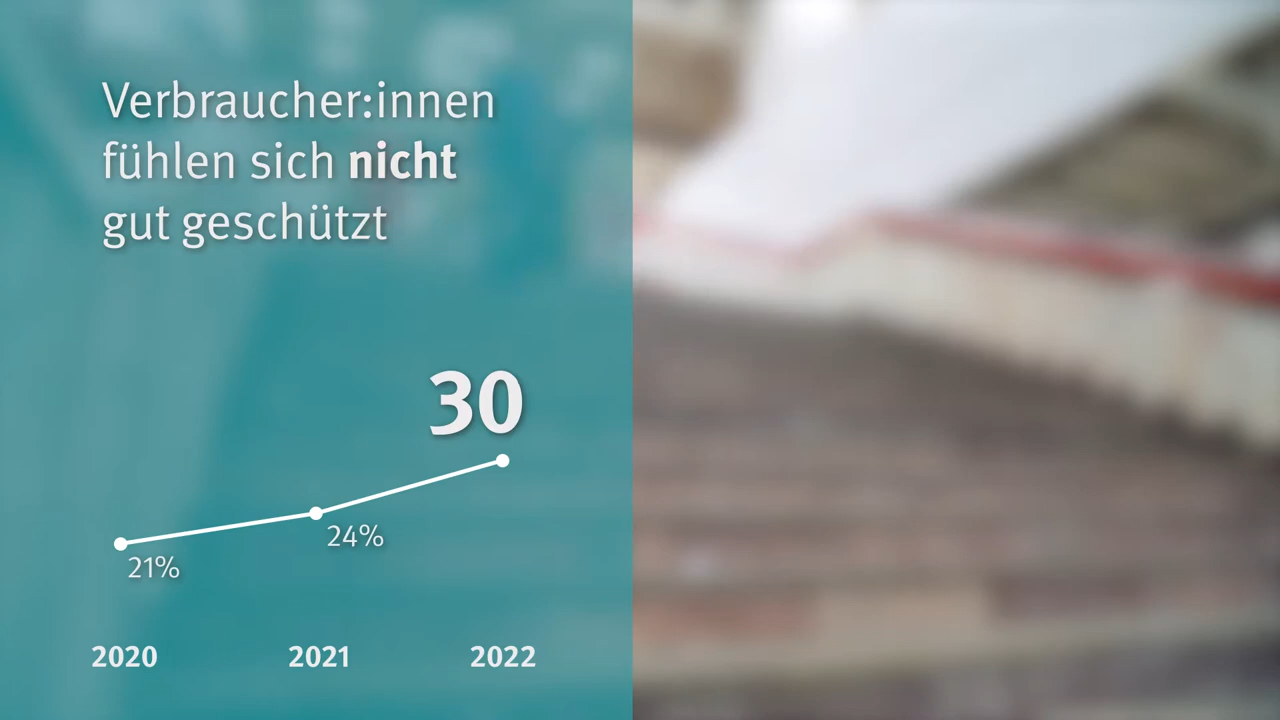 Verbraucher:innen
fühlen sich nicht
gut geschützt
30
24%
21%
2020 2021 2022